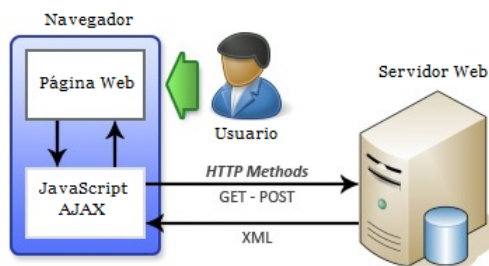 Navegador
Página Web
Usuario
Servidor Web
JavaScript
AJAX
HTTP Methods
GET - POST
XML